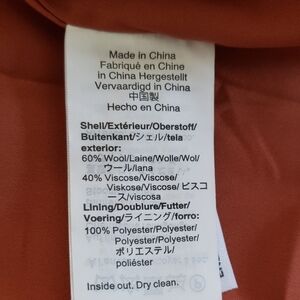 Made in China
Fabriqué en Chine
in China Hergestellt
Vervaardigd in China
中国製
Hecho en China
Shell/Extérieur/Oberstoff/
Buitenkant/シェル/tela
exterior:
60% Wool/Laine/Wolle/Wol/
ウール/lana
40% Viscose/Viscose/
Viskose/Viscose/ ビスコ
ース/viscosa
Lining/Doublure/Futter/
Voering/ライニング/forro:
100% Polyester/Polyester/
Polyester/Polyester/
ポリエステル/
poliéster
Inside out. Dry clean.